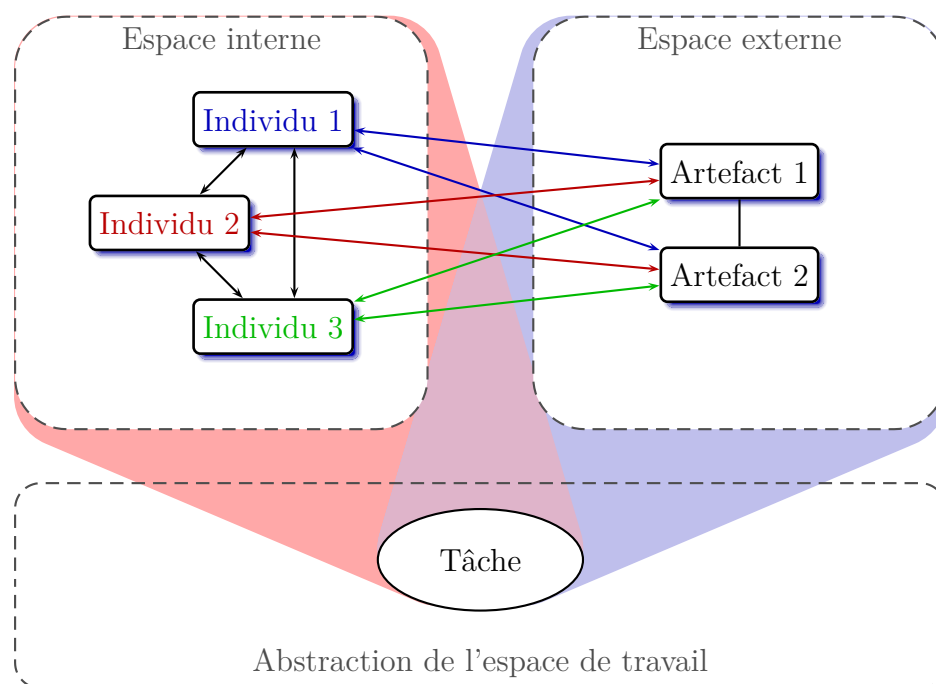 Espace interne
Espace externe
Individu 1
Artefact 1
Individu 2
Artefact 2
Individu 3
Tâche
Abstraction de l'espace de travail